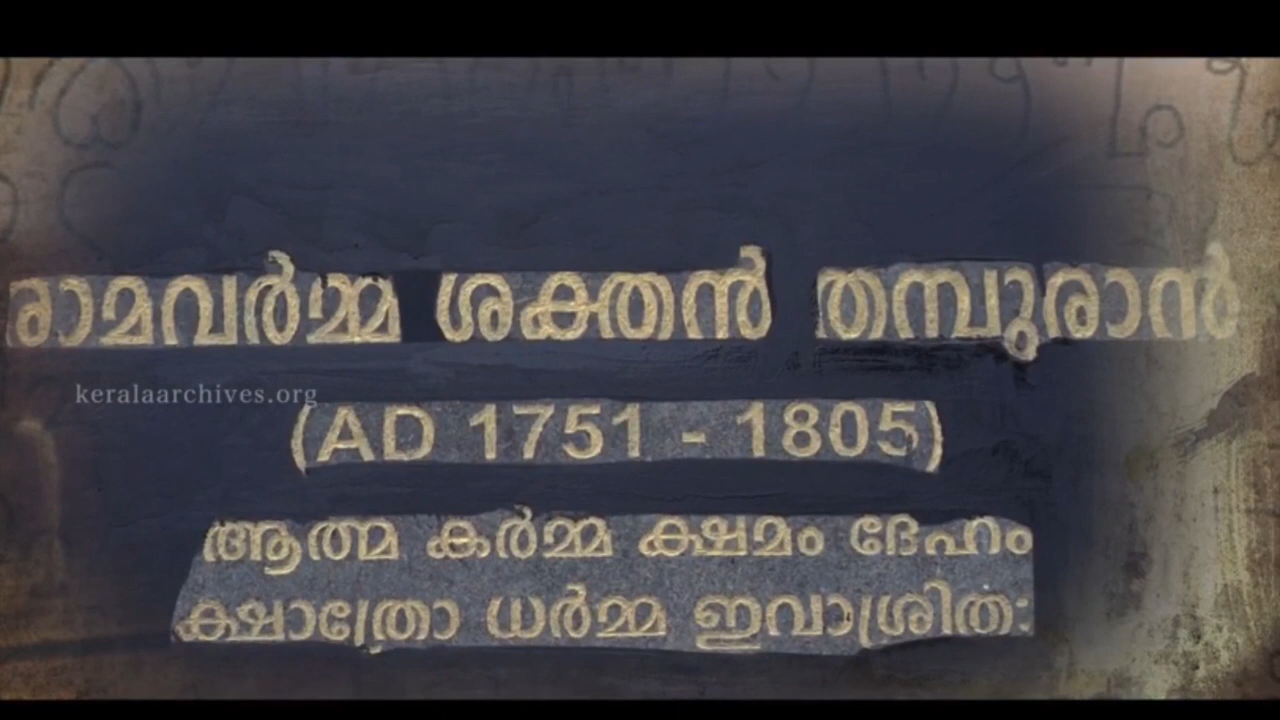 രാമവർമ്മ ശക്തൻ തമ്പുരാൻ
keralaarchives.org
(AD 1751 - 1805)
ആത്മ കർമ്മ ക്ഷമം ദേഹം
ക്ഷാത്രോ ധർമ്മ ഇവാശ്രിത: